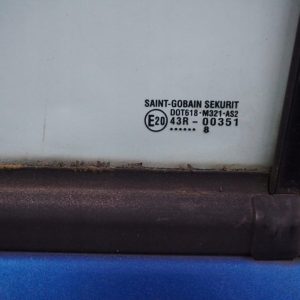 SAINT-GOBAIN SEKURIT
DOT618-M321-AS2
E20 43R - 00351
•••••• 8